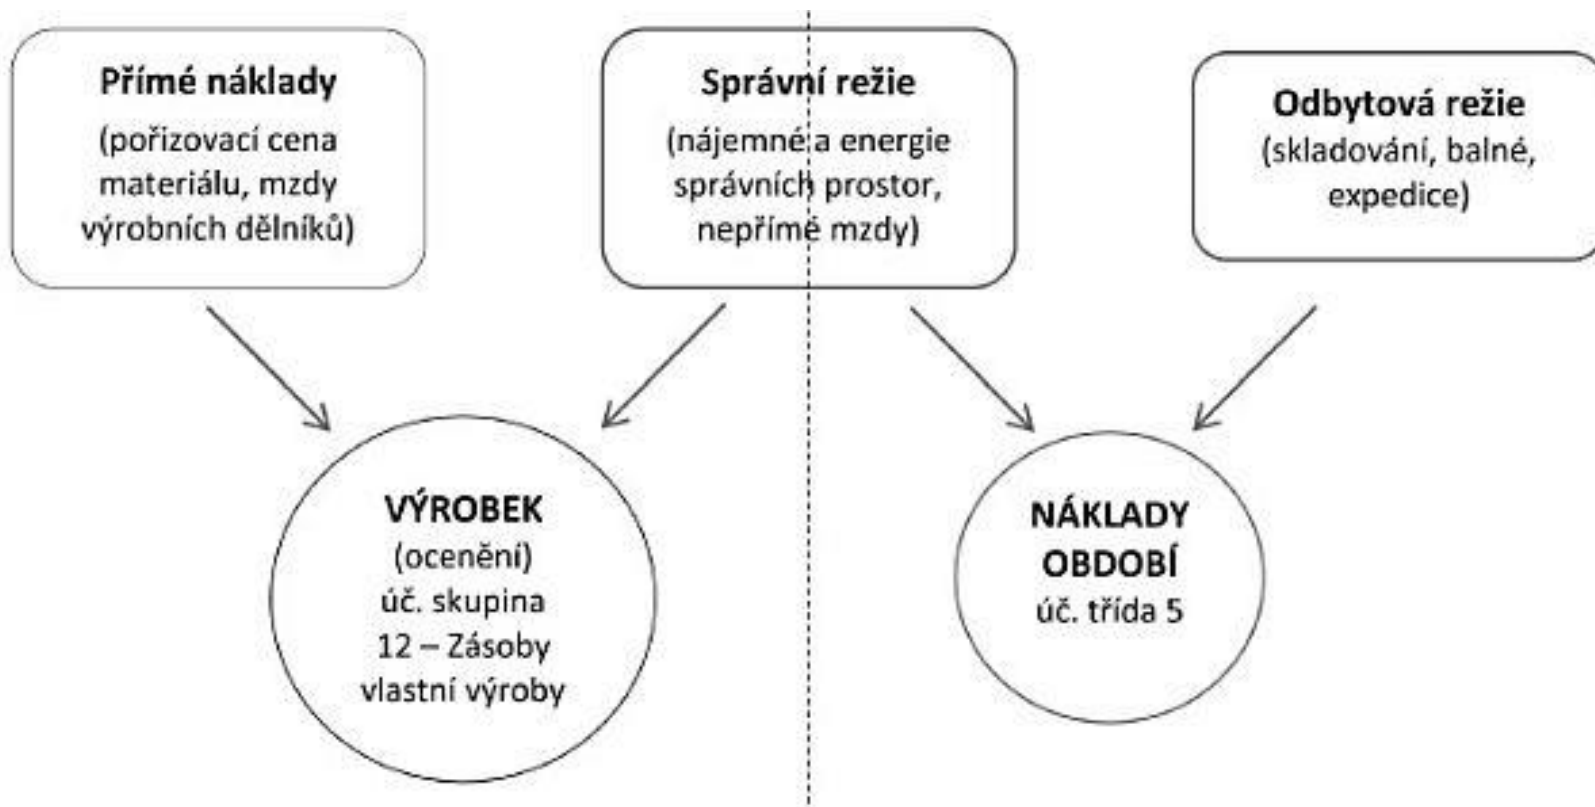 Přímé náklady
(pořizovací cena
materiálu, mzdy
výrobních dělníků)
Správní režie
(nájemné a energie
správních prostor,
nepřímé mzdy)
Odbytová režie
(skladování, balné,
expedice)
VÝROBEK
(ocenění)
úč. skupina
12 – Zásoby
vlastní výroby
NÁKLADY
OBDOBÍ
úč. třída 5